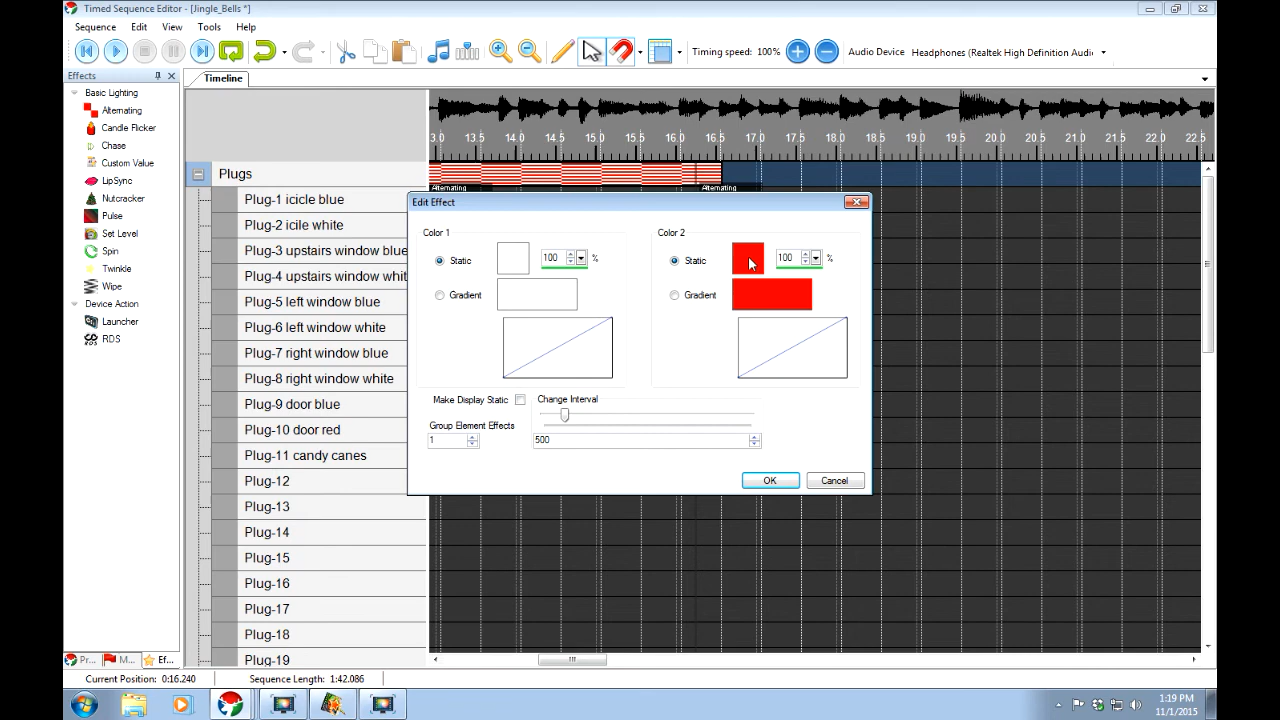 Timed Sequence Editor - [Jingle_Bells *]
Sequence Edit View Tools Help
Timing speed: 100% Audio Device Headphones (Realtek High Definition Audi
Effects
Timeline
Basic Lighting
Alternating
Candle Flicker
Chase
Custom Value
LipSync
Nutcracker
Pulse
Set Level
Spin
Twinkle
Wipe
Device Action
Launcher
RDS
3.0 13.5 14.0 14.5 15.0 15.5 16.0 16.5 17.0 17.5 18.0 18.5 19.0 19.5 20.0 20.5 21.0 21.5 22.0 22.5
Plugs
Alternating Alternating
Plug-1 icicle blue
Plug-2 icile white
Plug-3 upstairs window blue
Plug-4 upstairs window whit
Plug-5 left window blue
Plug-6 left window white
Plug-7 right window blue
Plug-8 right window white
Plug-9 door blue
Plug-10 door red
Plug-11 candy canes
Plug-12
Plug-13
Plug-14
Plug-15
Plug-16
Plug-17
Plug-18
Plug-19
Edit Effect
Color 1
Static 100 %
Gradient
Color 2
Static 100 %
Gradient
Make Display Static
Change Interval
Group Element Effects
1
500
OK Cancel
Pr... M... Ef...
Current Position: 0:16.240 Sequence Length: 1:42.086
1:19 PM
11/1/2015